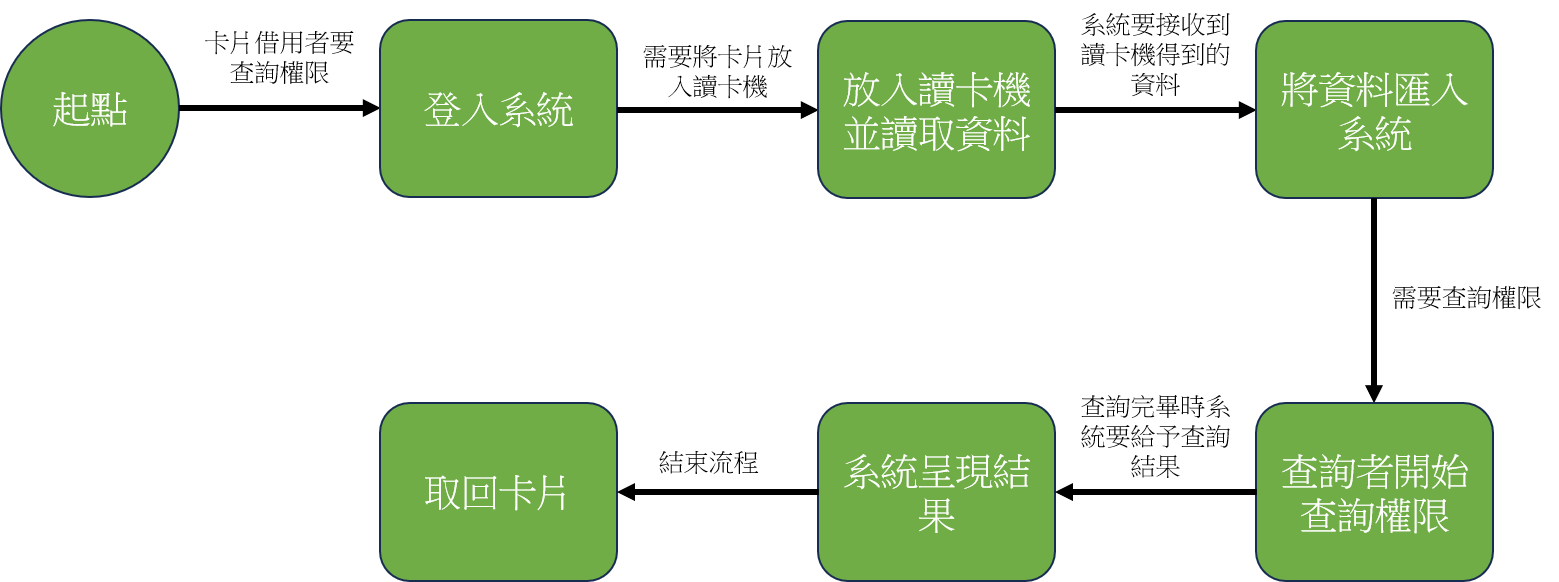 起點
卡片借用者要
查詢權限
登入系統
需要將卡片放
入讀卡機
放入讀卡機
並讀取資料
系統要接收到
讀卡機得到的
資料
將資料匯入
系統
需要查詢權限
查詢者開始
查詢權限
查詢完畢時系
統要給予查詢
結果
系統呈現結
果
結束流程
取回卡片